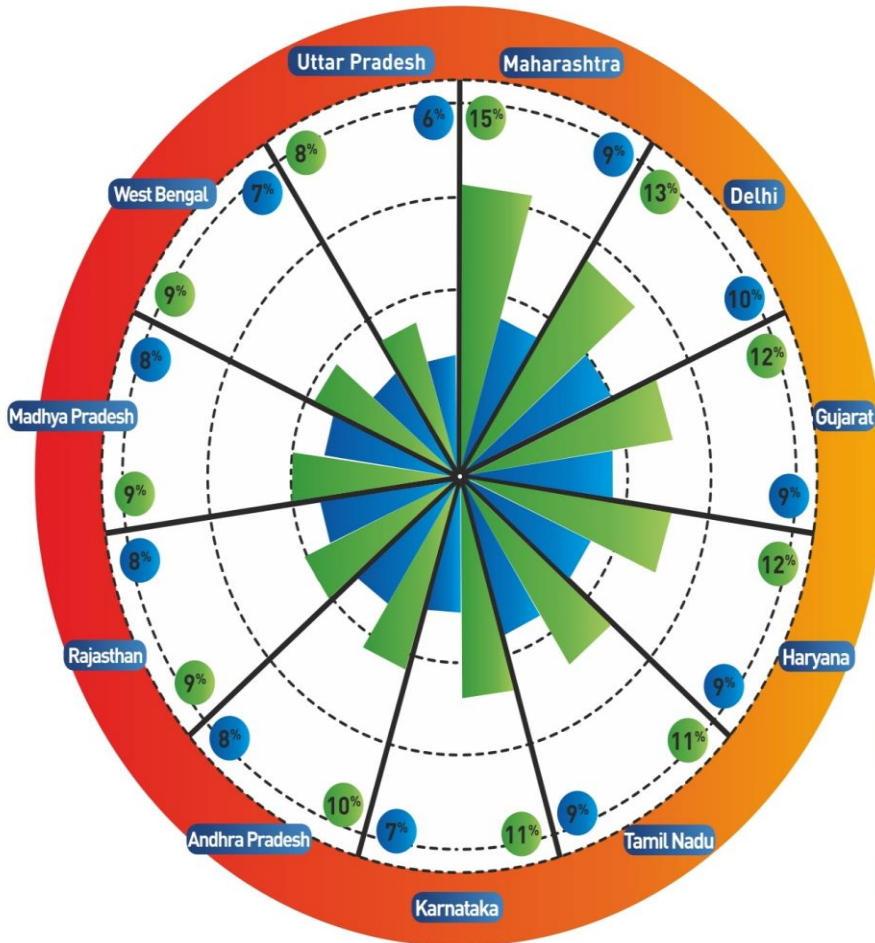 Uttar Pradesh
Maharashtra
6%
15%
8%
9%
7%
13%
West Bengal
Delhi
9%
10%
8%
12%
Madhya Pradesh
Gujarat
9%
9%
8%
12%
Rajasthan
Haryana
9%
9%
8%
11%
10%
7%
11%
9%
Andhra Pradesh
Tamil Nadu
Karnataka